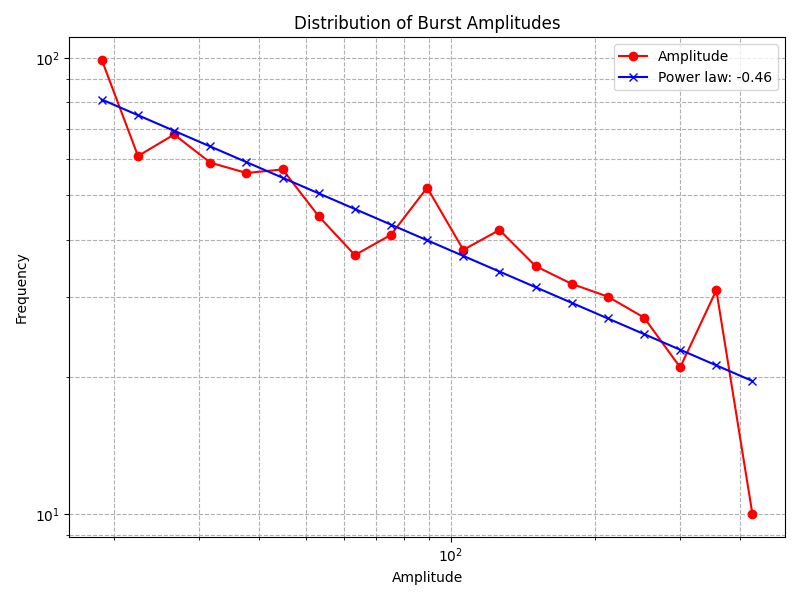 Distribution of Burst Amplitudes
Amplitude
Power law: -0.46
10²
10¹
Frequency
10²
Amplitude